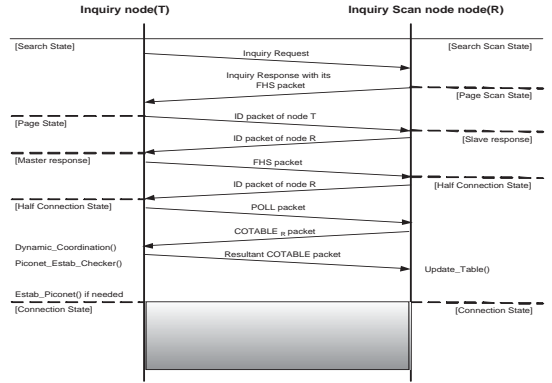 Inquiry node(T)
Inquiry Scan node node(R)
[Search State]
[Search Scan State]
Inquiry Request
Inquiry Response with its
FHS packet
[Page Scan State]
[Page State]
ID packet of node T
[Slave response]
ID packet of node R
[Master response]
FHS packet
[Half Connection State]
ID packet of node R
[Half Connection State]
POLL packet
COTABLE R packet
Dynamic_Coordination()
Resultant COTABLE packet
Piconet_Estab_Checker()
Update_Table()
Estab_Piconet() if needed
[Connection State]
[Connection State]